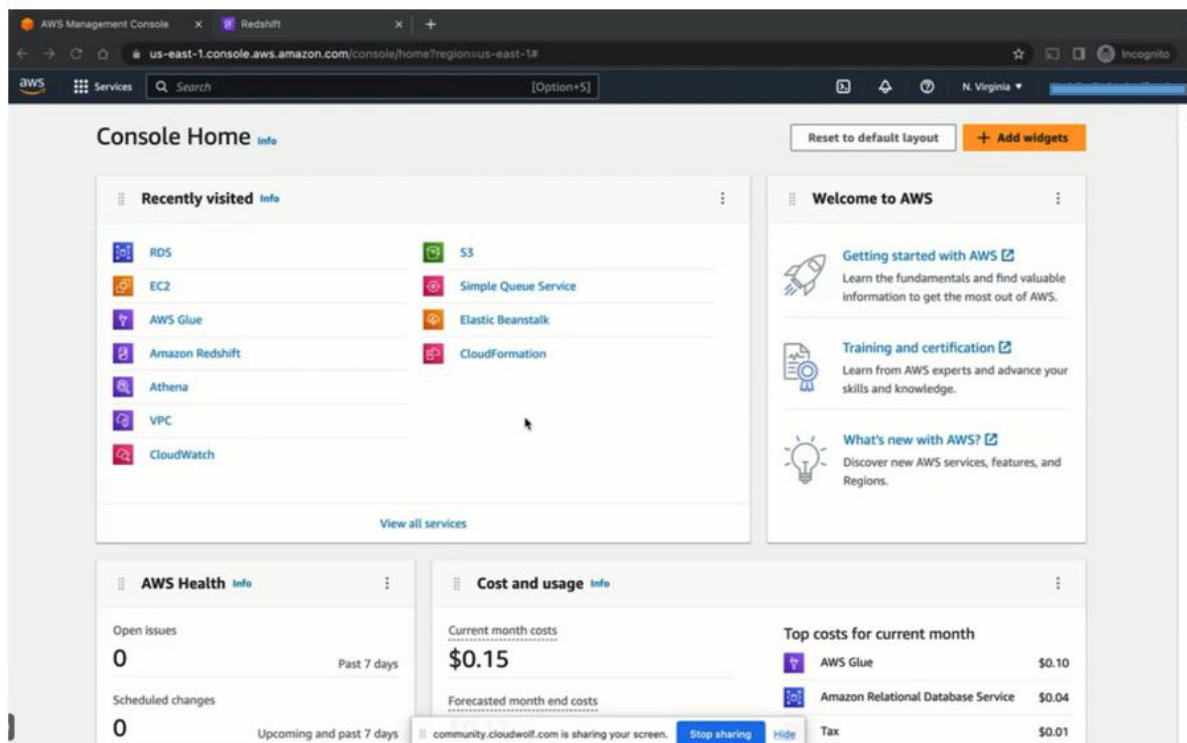 AWS Management Console
Redshift
us-east-1.console.aws.amazon.com/console/home?region=us-east-1#
Incognito
aws
Services
Search
[Option+S]
N. Virginia
Console Home Info
Reset to default layout
+ Add widgets
Recently visited Info
RDS
EC2
AWS Glue
Amazon Redshift
Athena
VPC
CloudWatch
S3
Simple Queue Service
Elastic Beanstalk
CloudFormation
View all services
Welcome to AWS
Getting started with AWS
Learn the fundamentals and find valuable
information to get the most out of AWS.
Training and certification
Learn from AWS experts and advance your
skills and knowledge.
What's new with AWS?
Discover new AWS services, features, and
Regions.
AWS Health Info
Open issues
0
Past 7 days
Scheduled changes
0
Upcoming and past 7 days
Cost and usage Info
Current month costs
$0.15
Forecasted month end costs
Top costs for current month
AWS Glue $0.10
Amazon Relational Database Service $0.04
Tax $0.01
community.cloudwolf.com is sharing your screen.
Stop sharing
Hide